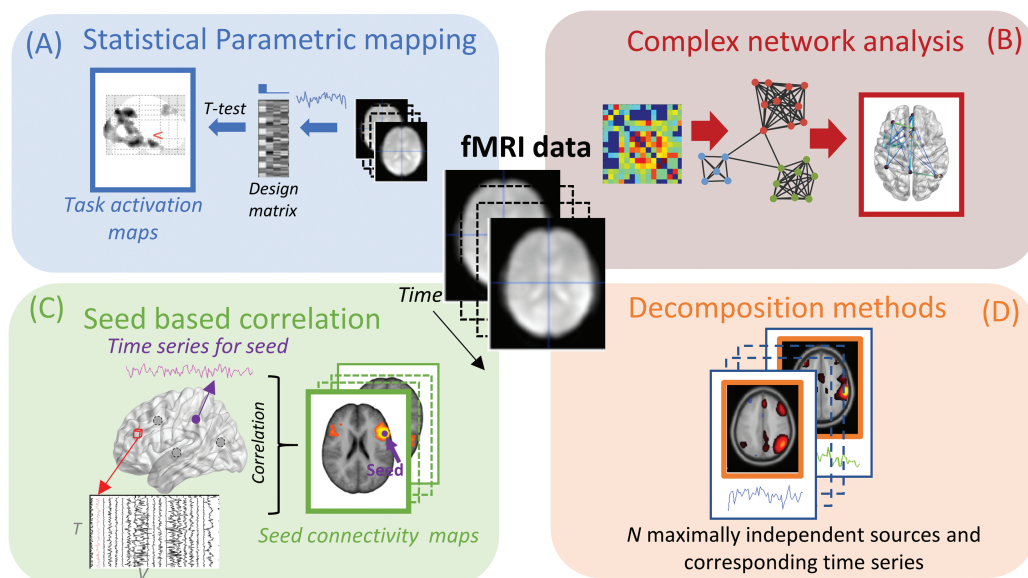 (A) Statistical Parametric mapping
T-test
Design
matrix
Task activation
maps
<
Complex network analysis (B)
fMRI data
Time
(C) Seed based correlation
Time series for seed
Correlation
Seed
T
Seed connectivity maps
Decomposition methods (D)
N maximally independent sources and
corresponding time series